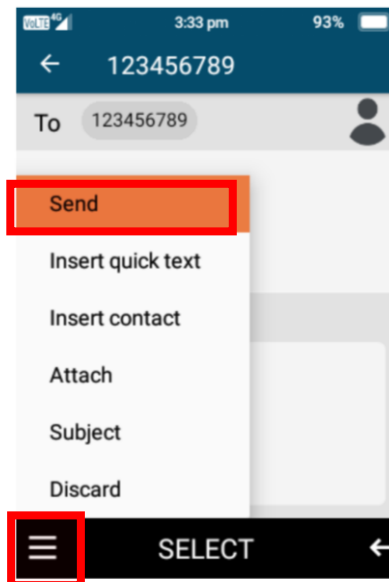 VoLTE 4G 3:33 pm 93%
123456789
To 123456789
Send
Insert quick text
Insert contact
Attach
Subject
Discard
SELECT